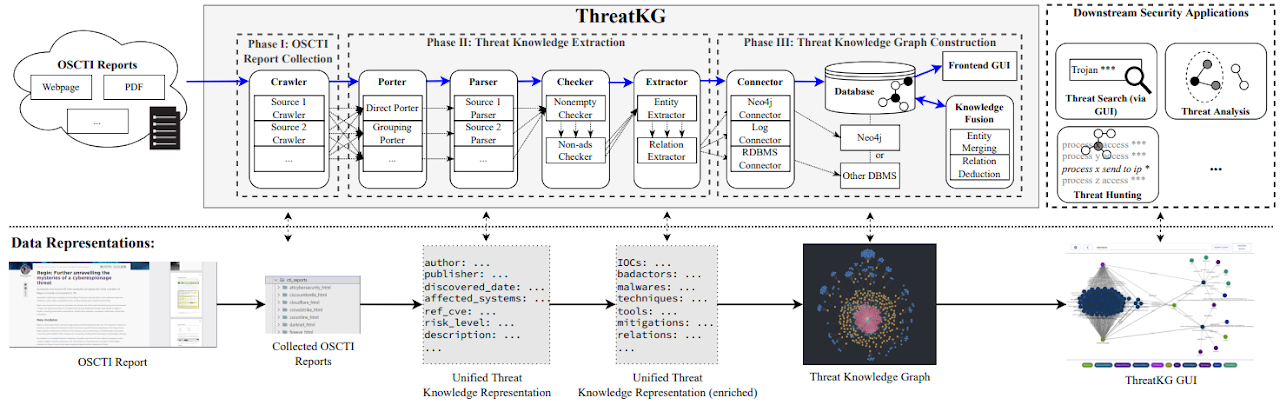 ThreatKG
Downstream Security Applications
OSCTI Reports
Webpage
PDF
...
Phase I: OSCTI
Report Collection
Crawler
Source 1
Crawler
Source 2
Crawler
...
Phase II: Threat Knowledge Extraction
Porter
Direct Porter
Grouping
Porter
...
Parser
Source 1
Parser
Source 2
Parser
...
Checker
Nonempty
Checker
Non-ads
Checker
Extractor
Entity
Extractor
Relation
Extractor
Phase III: Threat Knowledge Graph Construction
Connector
Neo4j
Connector
Log
Connector
RDBMS
Connector
Database
Neo4j
or
Other DBMS
Frontend GUI
Knowledge
Fusion
Entity
Merging
Relation
Deduction
Trojan ***
Threat Search (via
GUI)
Threat Analysis
process x access ***
process y access ***
process x send to ip *
process z access ***
Threat Hunting
...
Data Representations:
Begin: Further unravelling the
mysteries of a cyberespionage
threat
OSCTI Report
Collected OSCTI
Reports
author: ...
publisher: ...
discovered_date: ...
affected_systems: ...
ref_cve: ...
risk_level: ...
description: ...
...
Unified Threat
Knowledge Representation
IOCs: ...
badactors: ...
malwares: ...
techniques: ...
tools: ...
mitigations: ...
relations: ...
...
Unified Threat
Knowledge Representation (enriched)
Threat Knowledge Graph
ThreatKG GUI